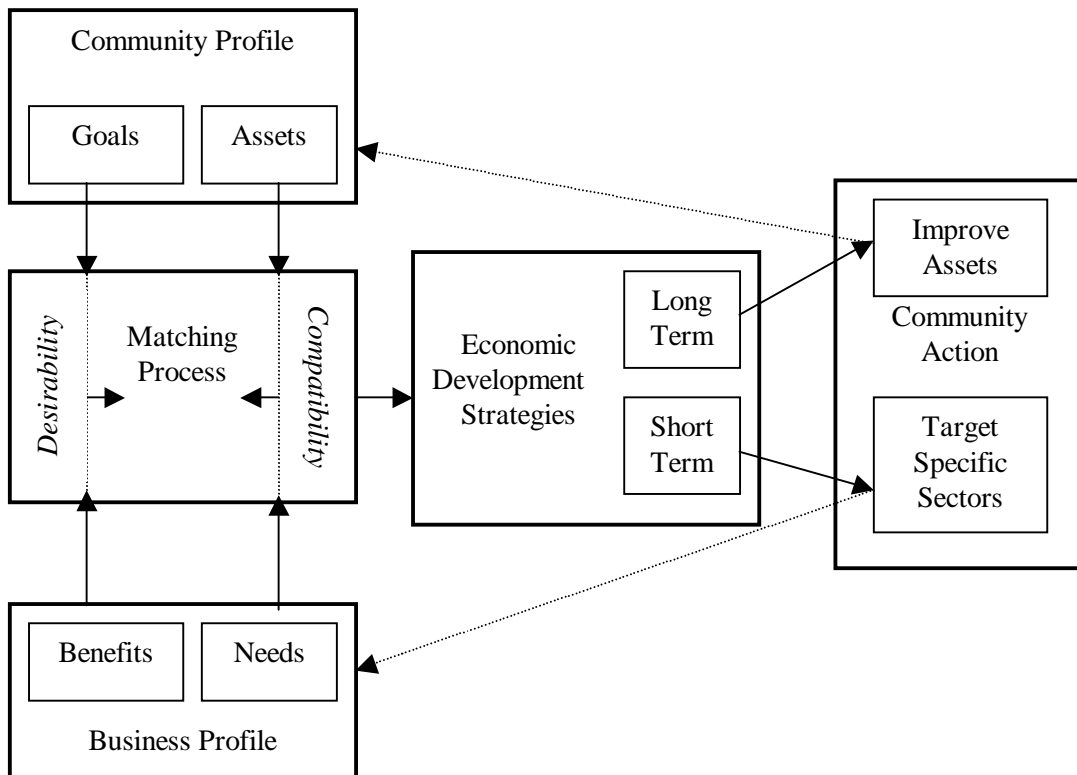 Community Profile
Goals
Assets
Desirability
Matching
Process
Compatibility
Economic
Development
Strategies
Long
Term
Short
Term
Improve
Assets
Community
Action
Target
Specific
Sectors
Benefits
Needs
Business Profile